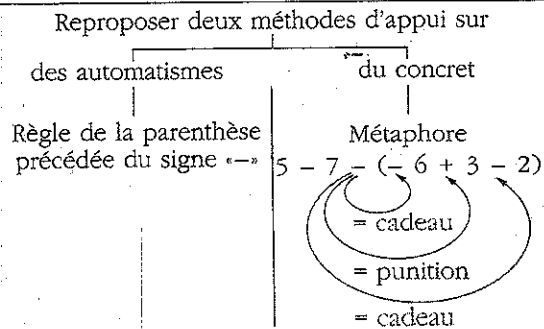 Reproposer deux méthodes d'appui sur
des automatismes
du concret
Règle de la parenthèse
précédée du signe «–»
Métaphore
5 – 7 – (– 6 + 3 – 2)
= cadeau
= punition
= cadeau